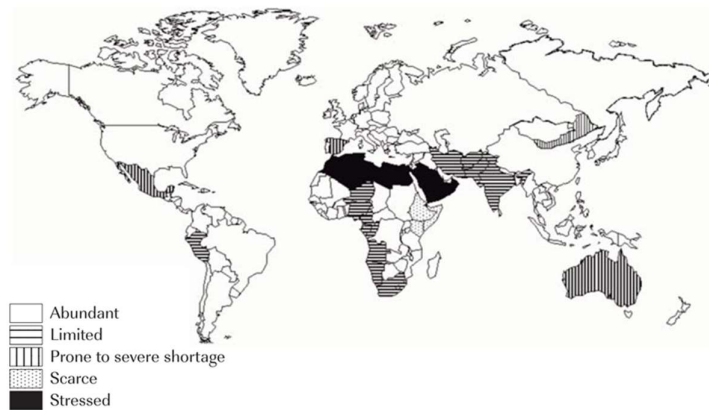 Abundant
Limited
Prone to severe shortage
Scarce
Stressed